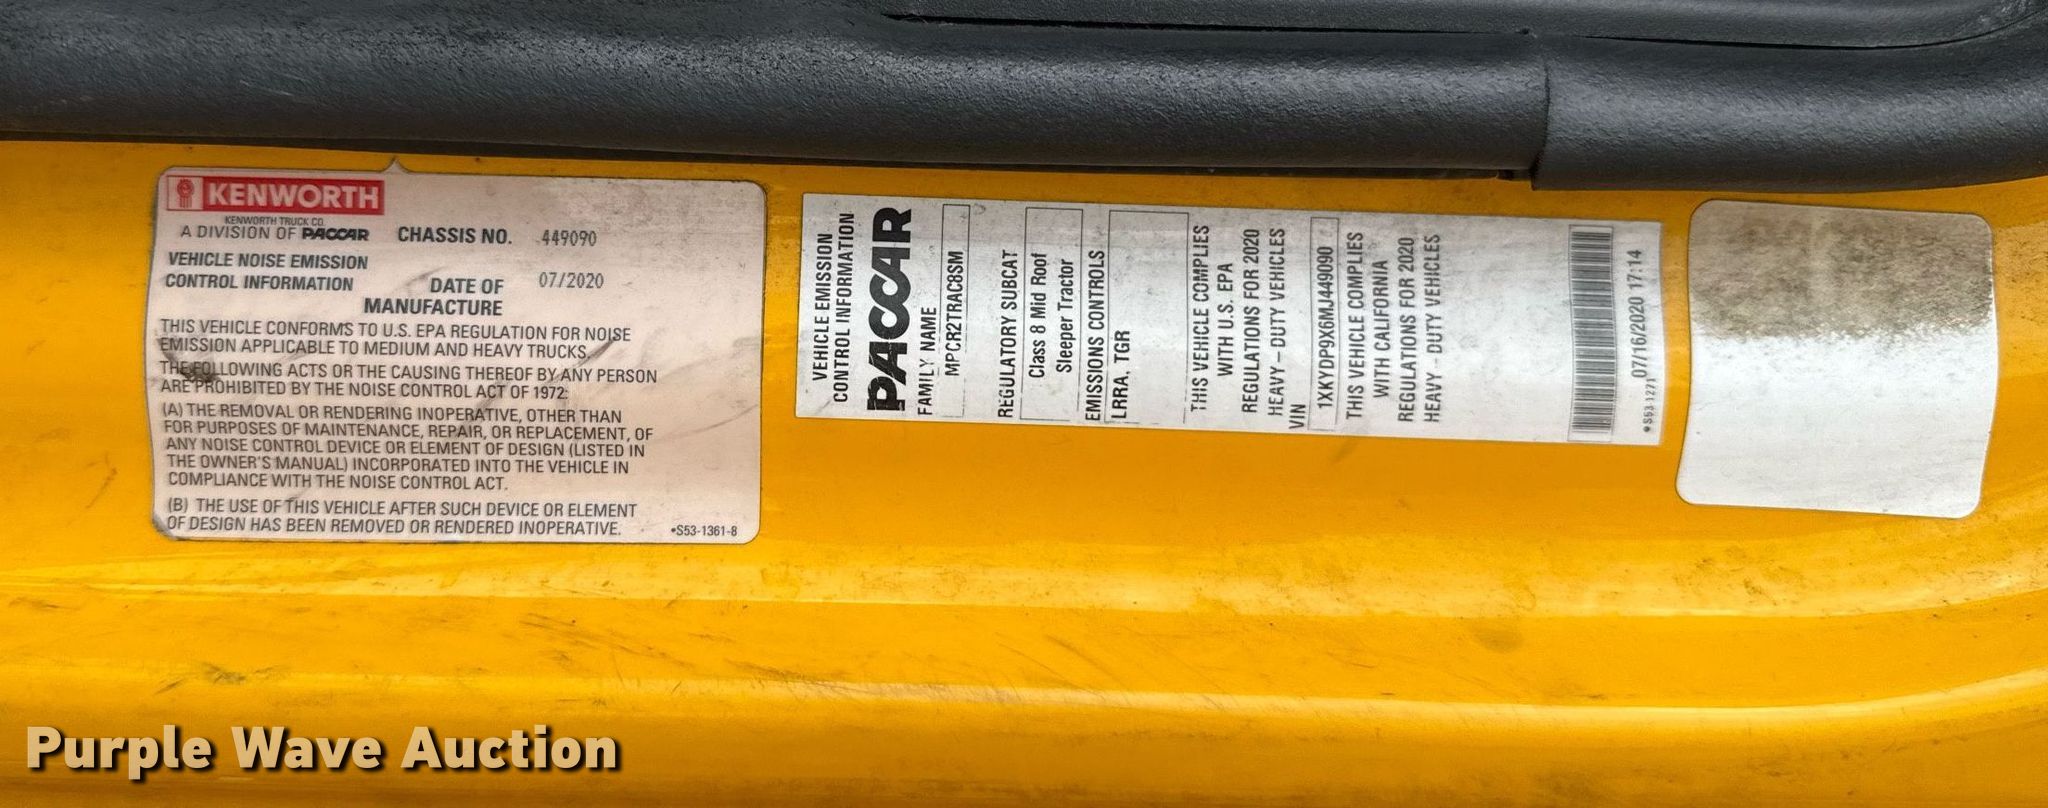 KENWORTH
KENWORTH TRUCK CO.
A DIVISION OF PACCAR
CHASSIS NO. 449090
VEHICLE NOISE EMISSION
CONTROL INFORMATION
DATE OF
MANUFACTURE
07/2020
THIS VEHICLE CONFORMS TO U.S. EPA REGULATION FOR NOISE
EMISSION APPLICABLE TO MEDIUM AND HEAVY TRUCKS.
THE FOLLOWING ACTS OR THE CAUSING THEREOF BY ANY PERSON
ARE PROHIBITED BY THE NOISE CONTROL ACT OF 1972:
(A) THE REMOVAL OR RENDERING INOPERATIVE, OTHER THAN
FOR PURPOSES OF MAINTENANCE, REPAIR, OR REPLACEMENT, OF
ANY NOISE CONTROL DEVICE OR ELEMENT OF DESIGN (LISTED IN
THE OWNER'S MANUAL) INCORPORATED INTO THE VEHICLE IN
COMPLIANCE WITH THE NOISE CONTROL ACT.
(B) THE USE OF THIS VEHICLE AFTER SUCH DEVICE OR ELEMENT
OF DESIGN HAS BEEN REMOVED OR RENDERED INOPERATIVE.
•S53-1361-8
VEHICLE EMISSION
CONTROL INFORMATION
PACCAR
FAMILY NAME
MPCR2TRAC8SM
REGULATORY SUBCAT
Class 8 Mid Roof
Sleeper Tractor
EMISSIONS CONTROLS
LRRA, TGR
THIS VEHICLE COMPLIES
WITH U.S. EPA
REGULATIONS FOR 2020
HEAVY-DUTY VEHICLES
VIN
1XKYDP9X6MJ449090
THIS VEHICLE COMPLIES
WITH CALIFORNIA
REGULATIONS FOR 2020
HEAVY-DUTY VEHICLES
07/16/2020 17:14
•S53 1271
Purple Wave Auction